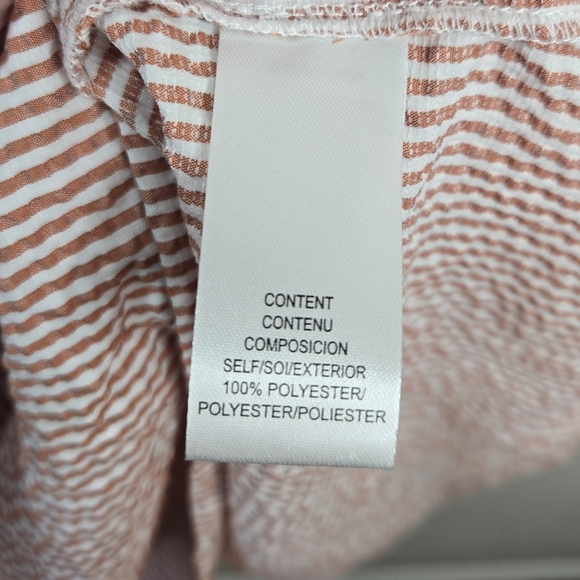 CONTENT
CONTENU
COMPOSICION
SELF/SOI/EXTERIOR
100% POLYESTER/
POLYESTER/POLIESTER